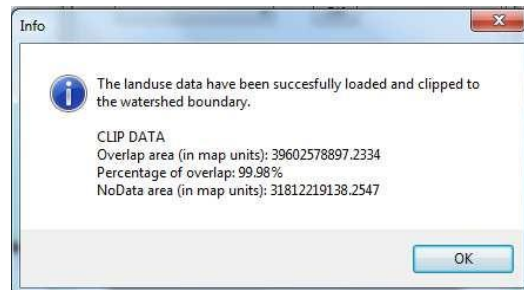 Info
The landuse data have been succesfully loaded and clipped to
the watershed boundary.
CLIP DATA
Overlap area (in map units): 39602578897.2334
Percentage of overlap: 99.98%
NoData area (in map units): 31812219138.2547
OK